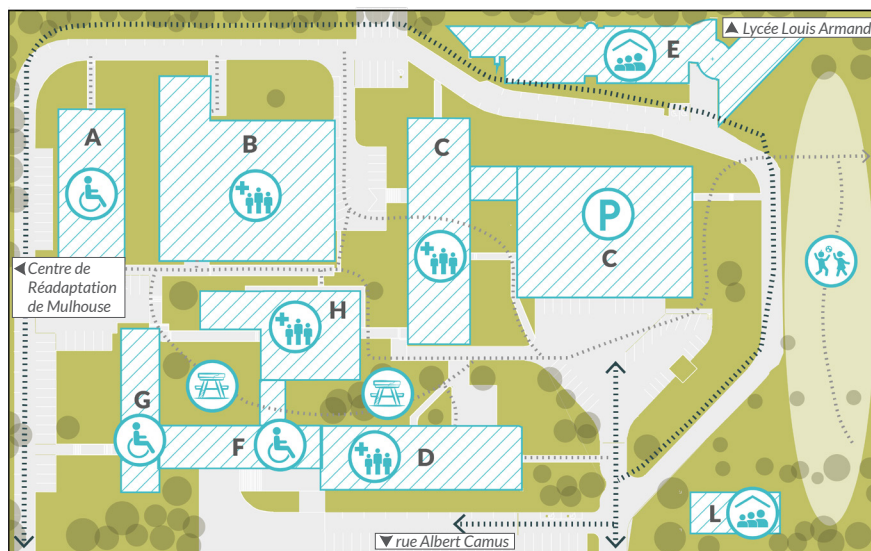 ▲ Lycée Louis Armand
E
A
B
C
P
C
◀ Centre de
Réadaptation
de Mulhouse
H
G
F
D
L
▼ rue Albert Camus